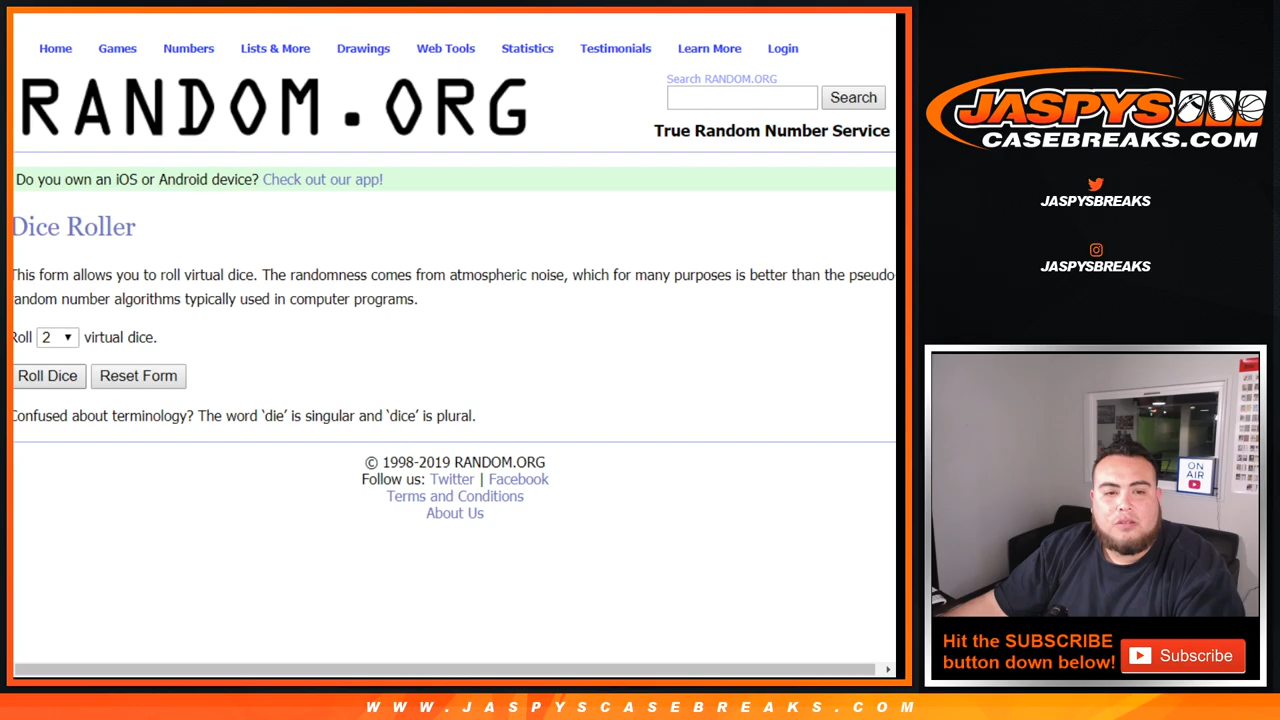 Home Games Numbers Lists & More Drawings Web Tools Statistics Testimonials Learn More Login
RANDOM.ORG
Search RANDOM.ORG
Search
True Random Number Service
Do you own an iOS or Android device? Check out our app!
Dice Roller
This form allows you to roll virtual dice. The randomness comes from atmospheric noise, which for many purposes is better than the pseudo-
random number algorithms typically used in computer programs.
Roll 2 virtual dice.
Roll Dice Reset Form
Confused about terminology? The word ‘die’ is singular and ‘dice’ is plural.
© 1998-2019 RANDOM.ORG
Follow us: Twitter | Facebook
Terms and Conditions
About Us
JASPYS
CASEBREAKS.COM
JASPYSBREAKS
JASPYSBREAKS
ON
AIR
Hit the SUBSCRIBE
button down below!
Subscribe
WWW.JASPYSCASEBREAKS.COM